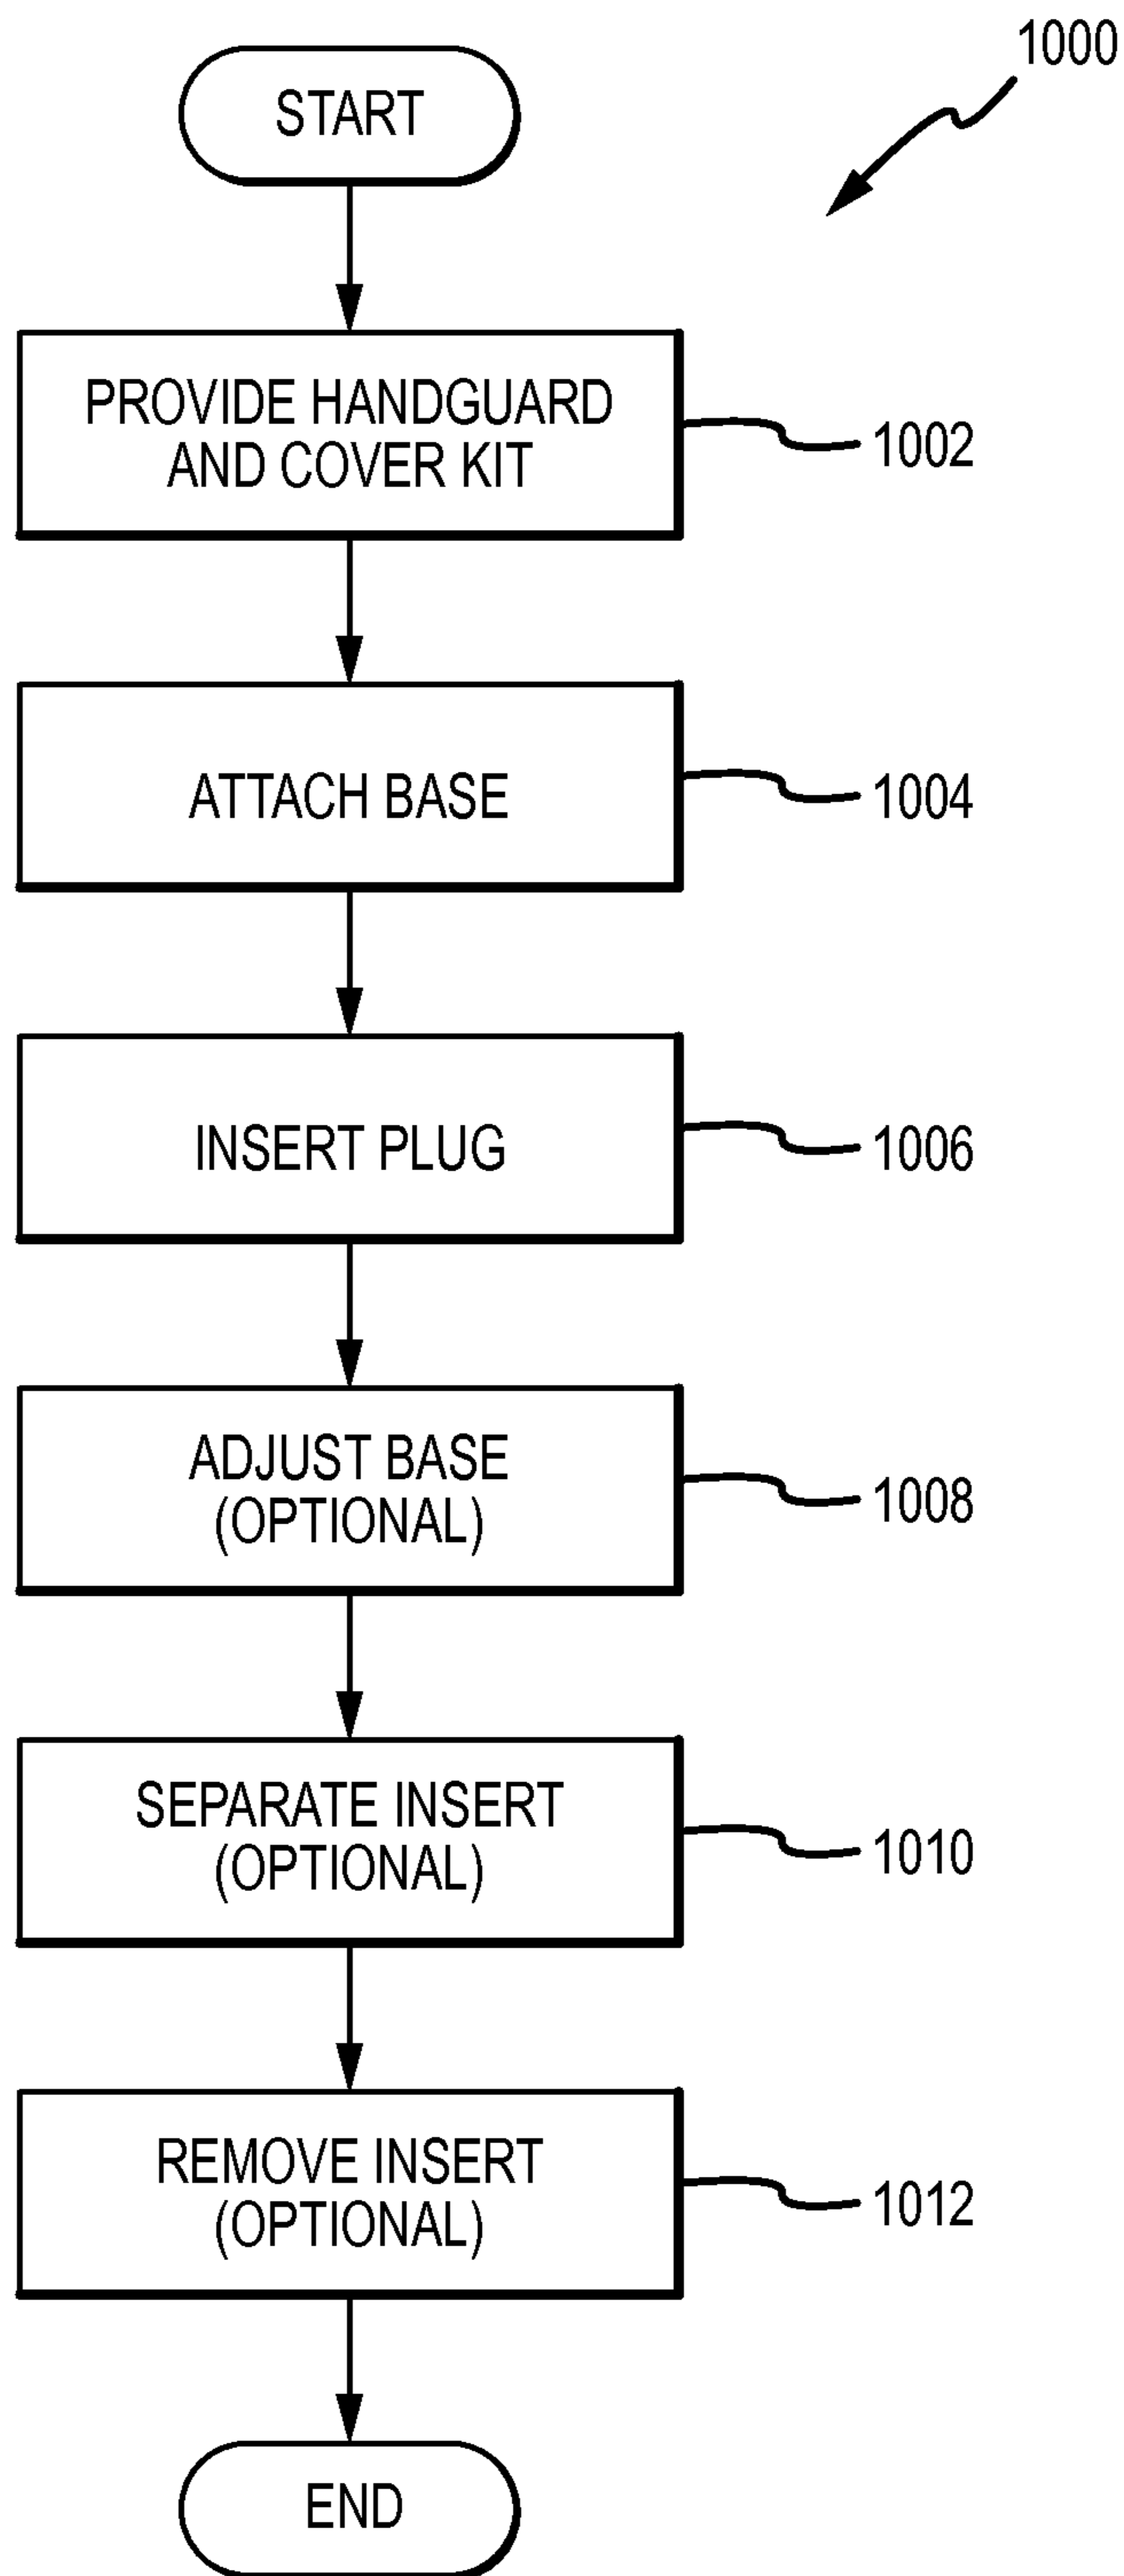 1000
START
PROVIDE HANDGUARD
AND COVER KIT
1002
ATTACH BASE
1004
INSERT PLUG
1006
ADJUST BASE
(OPTIONAL)
1008
SEPARATE INSERT
(OPTIONAL)
1010
REMOVE INSERT
(OPTIONAL)
1012
END